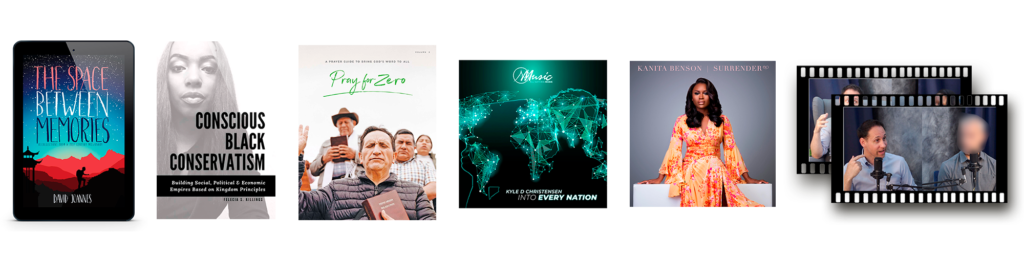 THE SPACE
BETWEEN
MEMORIES
DAVID JOANNES
CONSCIOUS
BLACK
CONSERVATISM
Building Social, Political & Economic
Empires Based on Kingdom Principles
FELECIA S. KILLINGS
A PRAYER GUIDE TO BRING GOD'S WORD TO ALL
Pray for Zero
Music
KYLE D CHRISTENSEN
INTO EVERY NATION
KANITA BENSON : SURRENDER